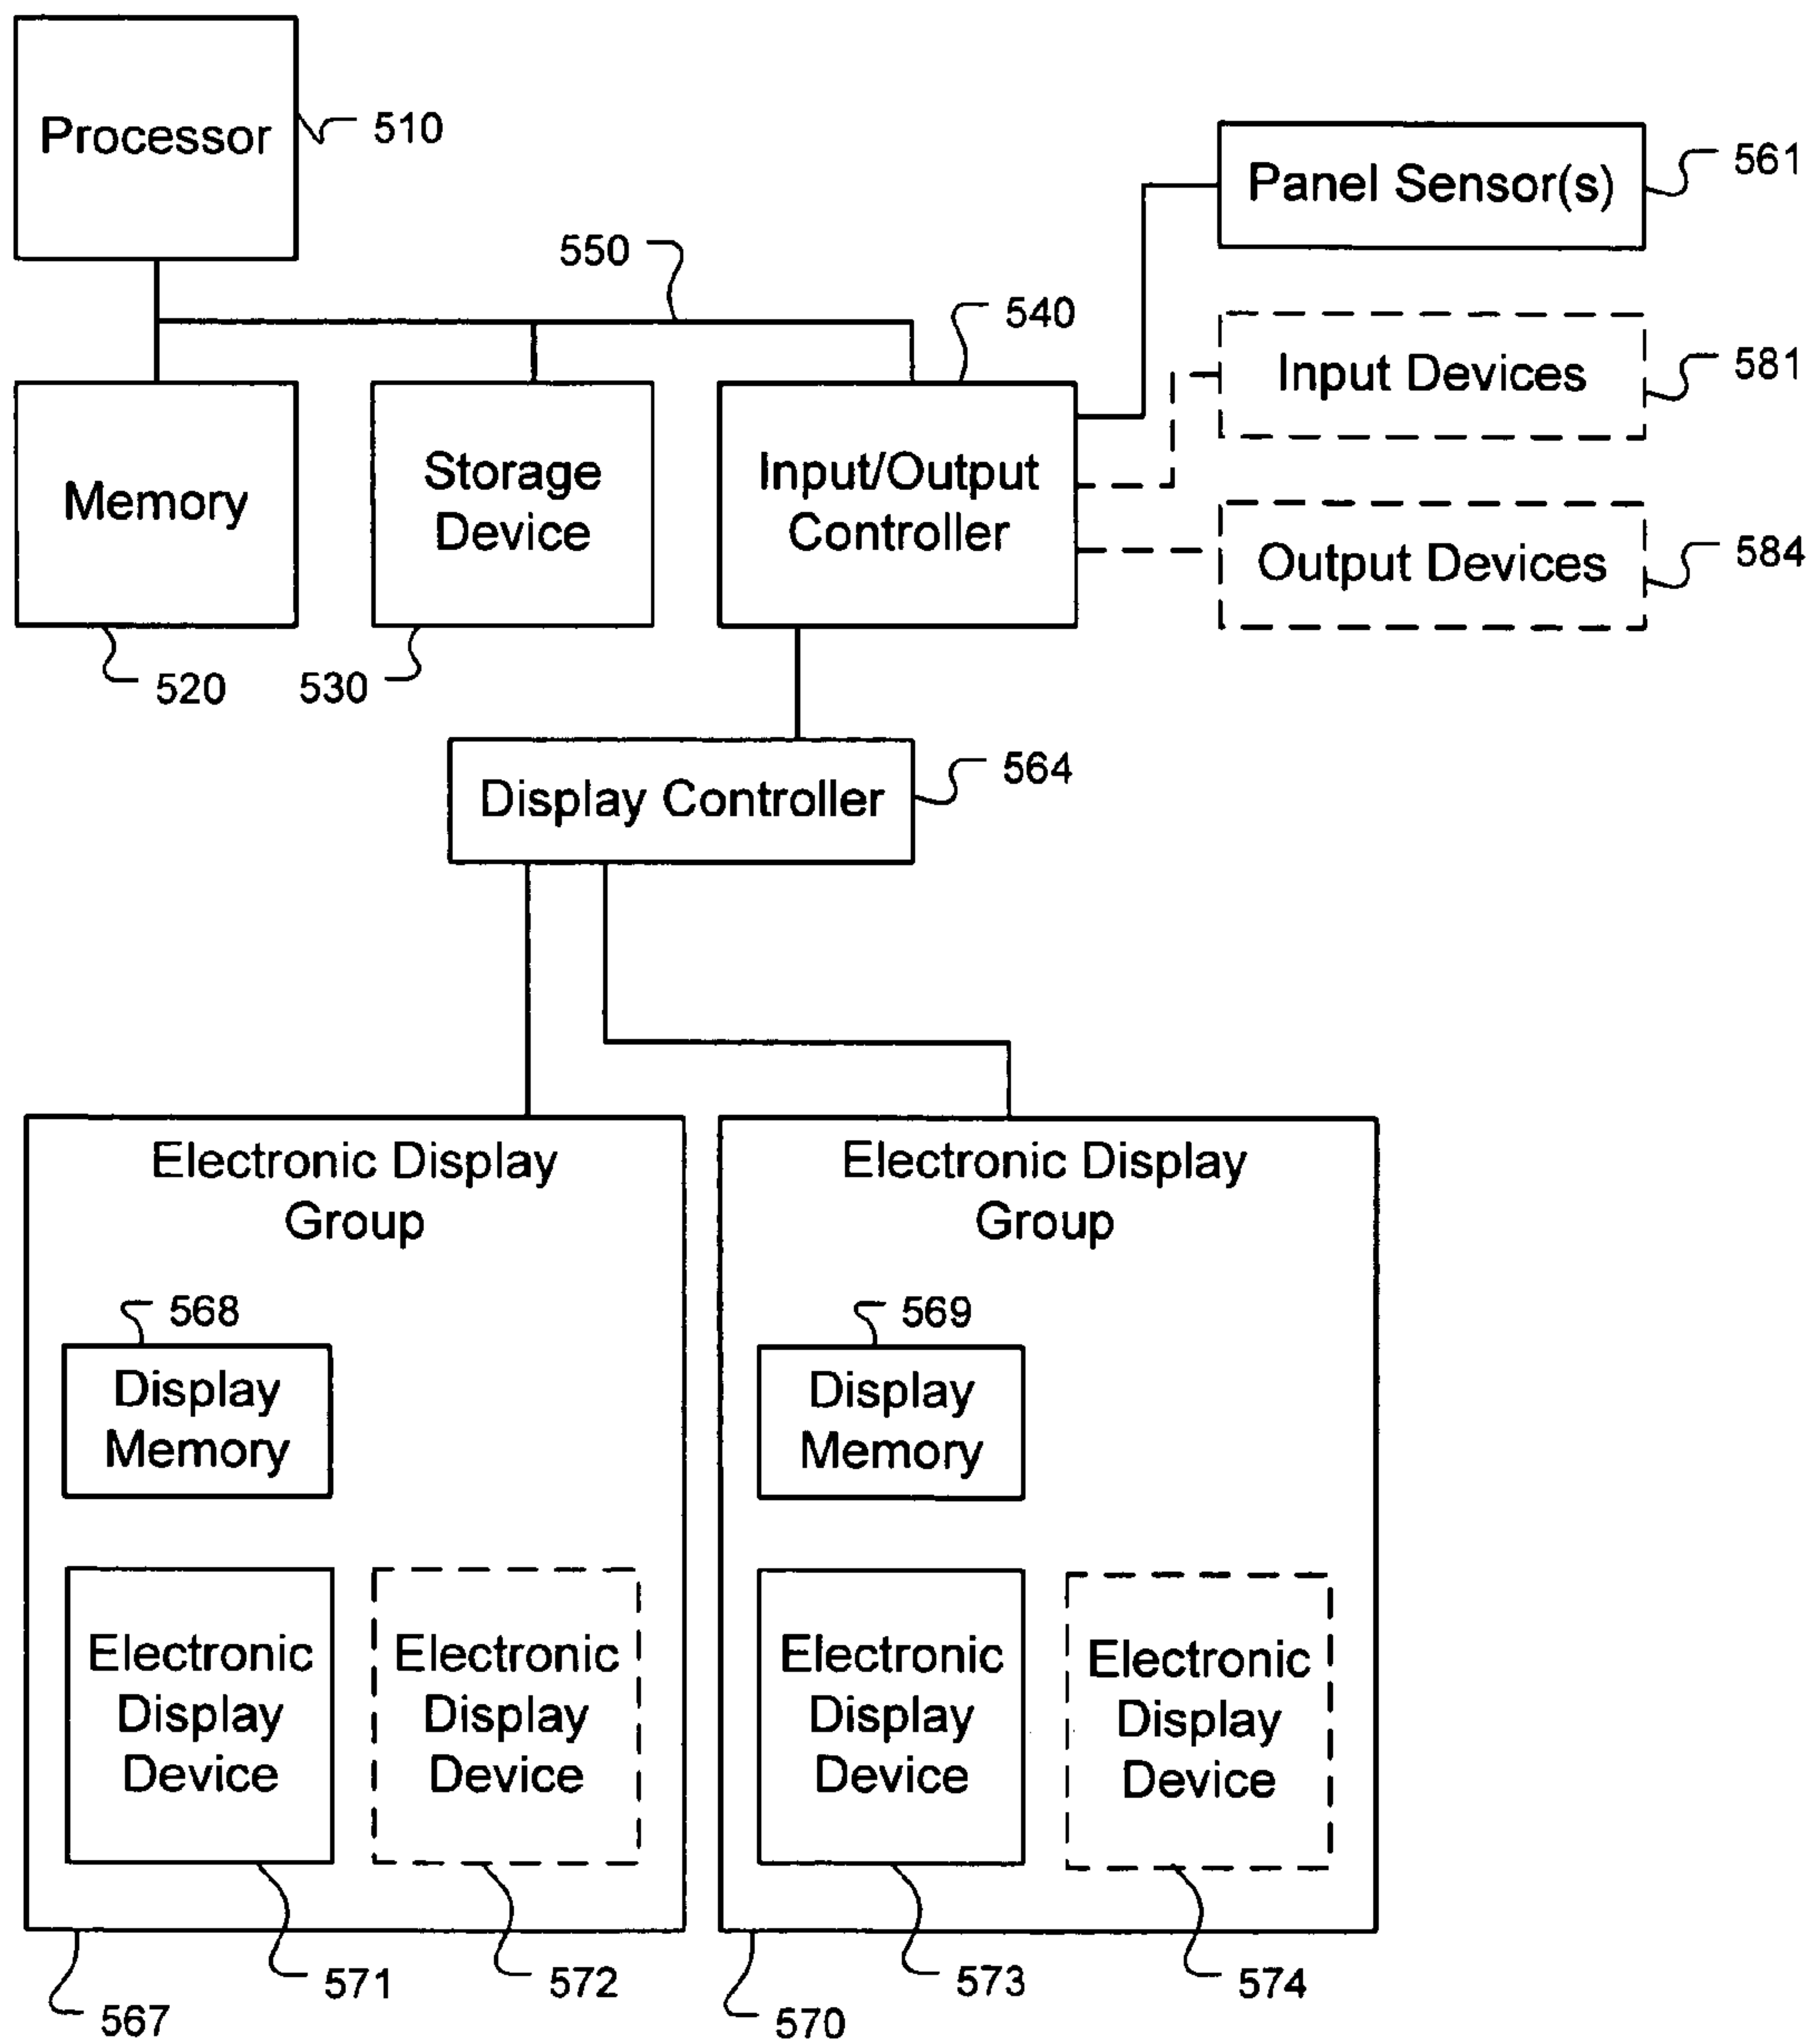 Processor
510
Panel Sensor(s)
561
550
540
Input Devices
581
Memory
Storage
Device
Input/Output
Controller
Output Devices
584
520
530
Display Controller
564
Electronic Display
Group
568
Display
Memory
Electronic
Display
Device
Electronic
Display
Device
571
572
567
Electronic Display
Group
569
Display
Memory
Electronic
Display
Device
Electronic
Display
Device
573
574
570